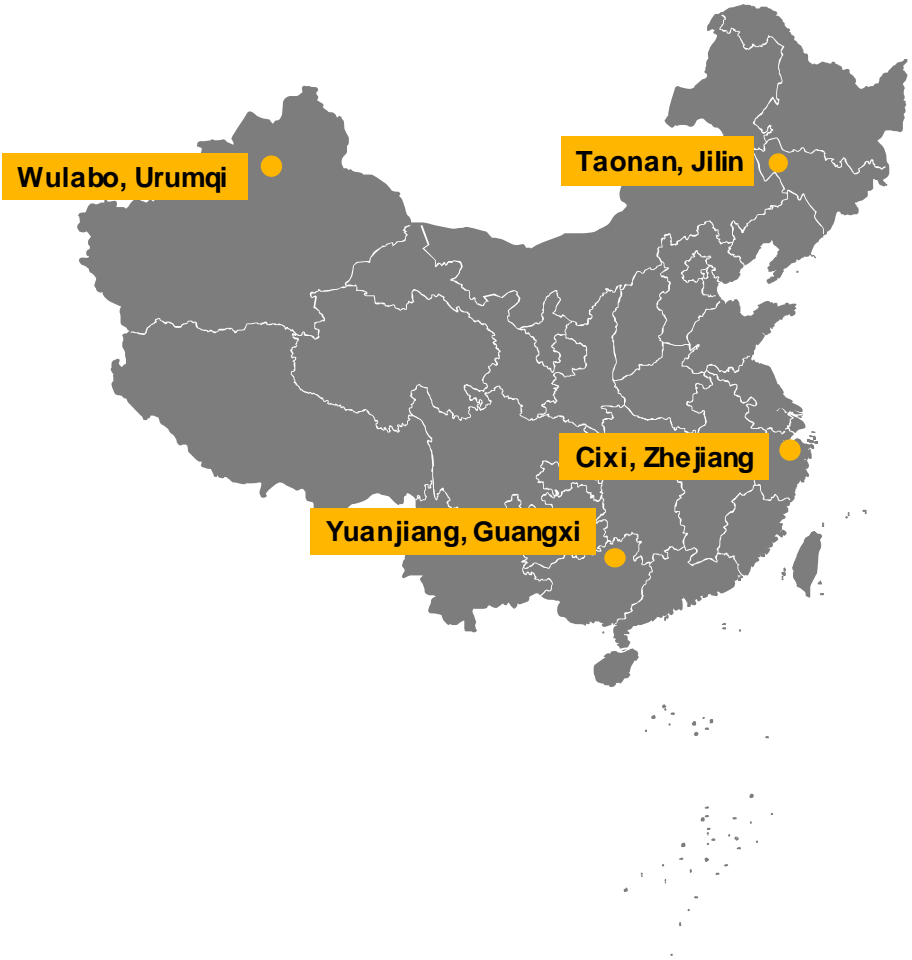 Taonan, Jilin
Wulabo, Urumqi
Cixi, Zhejiang
Yuanjiang, Guangxi